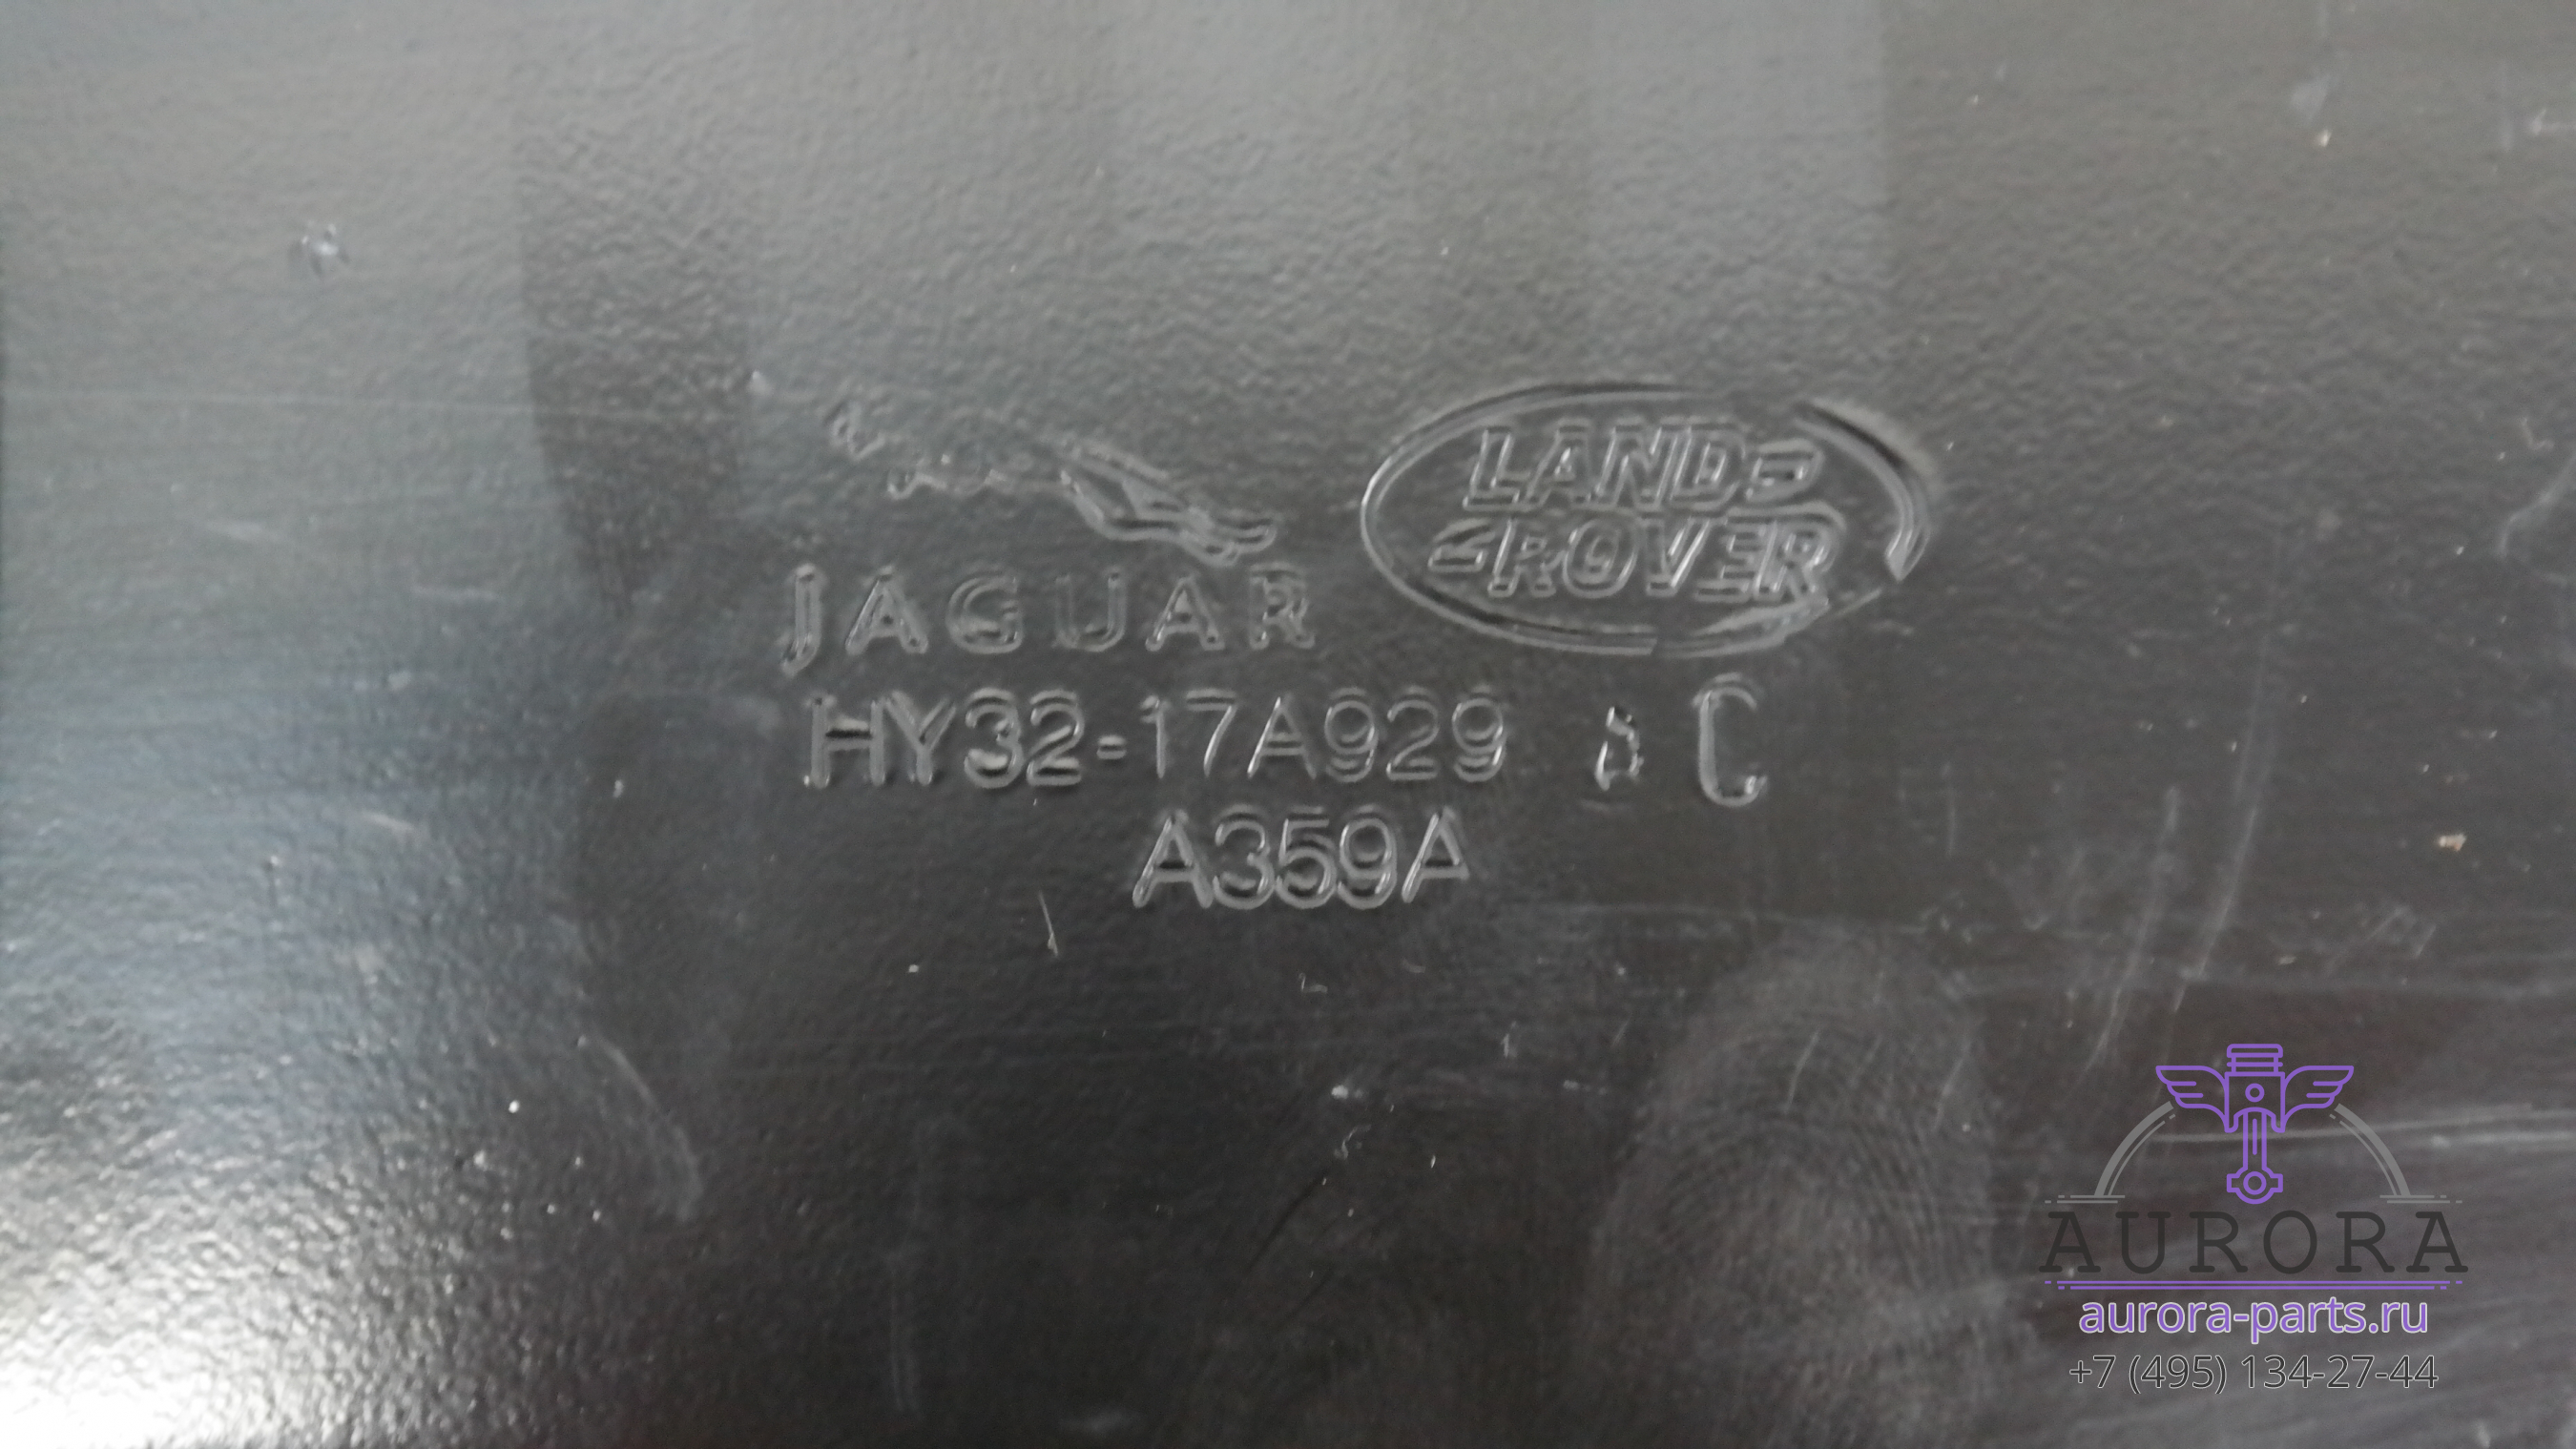 LAND
ROVER
JAGUAR
HY32-17A929 A C
A359A
AURORA
aurora-parts.ru
+7 (495) 134-27-44